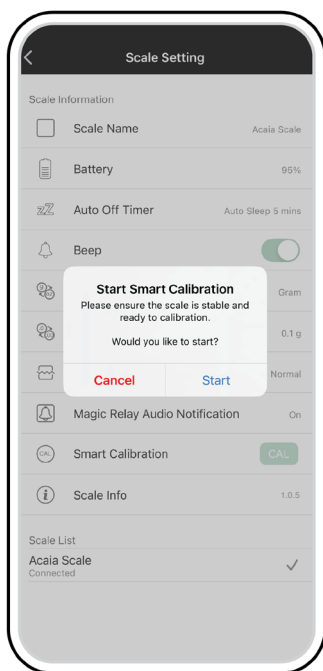 Scale Setting
Scale Information
Scale Name Acaia Scale
Battery 95%
Auto Off Timer Auto Sleep 5 mins
Beep
Gram
0.1 g
Normal
Start Smart Calibration
Please ensure the scale is stable and
ready to calibration.
Would you like to start?
Cancel Start
Magic Relay Audio Notification On
CAL Smart Calibration CAL
Scale Info 1.0.5
Scale List
Acaia Scale
Connected